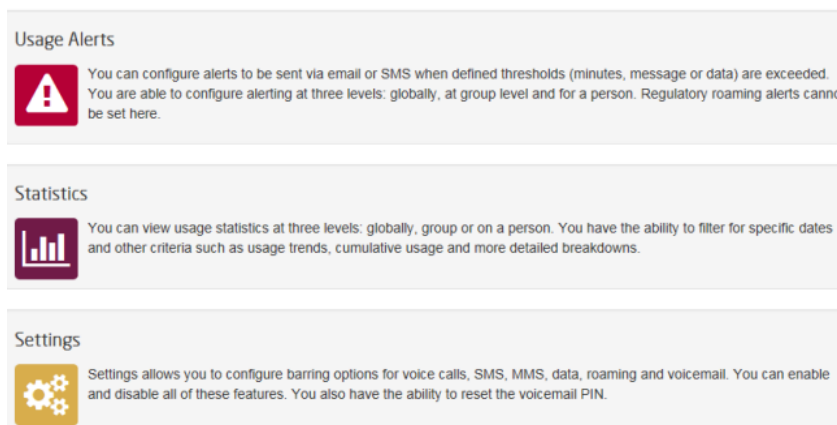 Usage Alerts
You can configure alerts to be sent via email or SMS when defined thresholds (minutes, message or data) are exceeded.
You are able to configure alerting at three levels: globally, at group level and for a person. Regulatory roaming alerts canno
be set here.
Statistics
You can view usage statistics at three levels: globally, group or on a person. You have the ability to filter for specific dates
and other criteria such as usage trends, cumulative usage and more detailed breakdowns.
Settings
Settings allows you to configure barring options for voice calls, SMS, MMS, data, roaming and voicemail. You can enable
and disable all of these features. You also have the ability to reset the voicemail PIN.